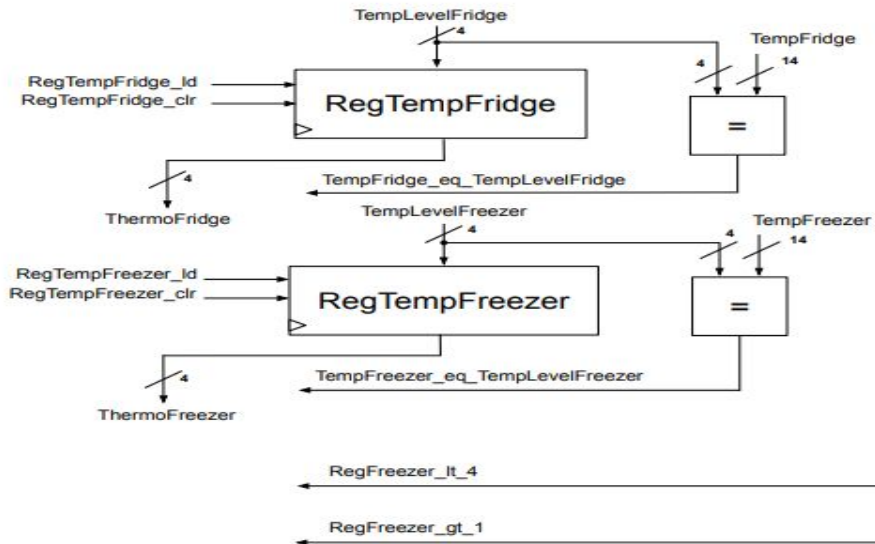 TempLevelFridge
4
TempFridge
4
14
RegTempFridge_ld
RegTempFridge_clr
RegTempFridge
=
4
TempFridge_eq_TempLevelFridge
ThermoFridge
TempLevelFreezer
4
TempFreezer
4
14
RegTempFreezer_ld
RegTempFreezer_clr
RegTempFreezer
=
4
TempFreezer_eq_TempLevelFreezer
ThermoFreezer
RegFreezer_lt_4
RegFreezer_gt_1